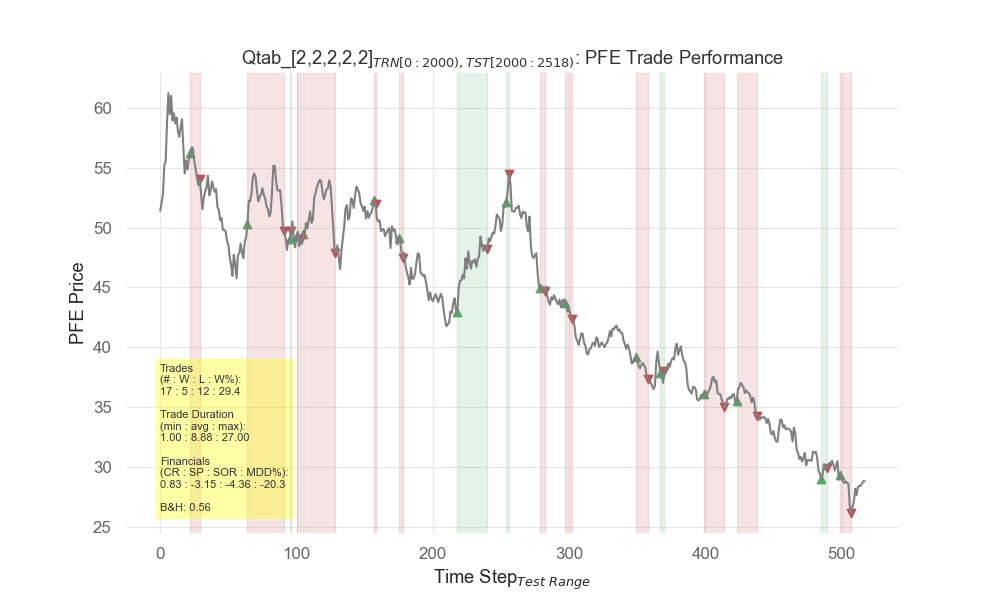 Qtab_[2,2,2,2,2]TRN[0 : 2000), TST[2000 : 2518): PFE Trade Performance
60
55
50
45
40
35
30
25
PFE Price
Trades
(# : W : L : W%):
17 : 5 : 12 : 29.4
Trade Duration
(min : avg : max):
1.00 : 8.88 : 27.00
Financials
(CR : SP : SOR : MDD%):
0.83 : -3.15 : -4.36 : -20.3
B&H: 0.56
0 100 200 300 400 500
Time StepTest Range